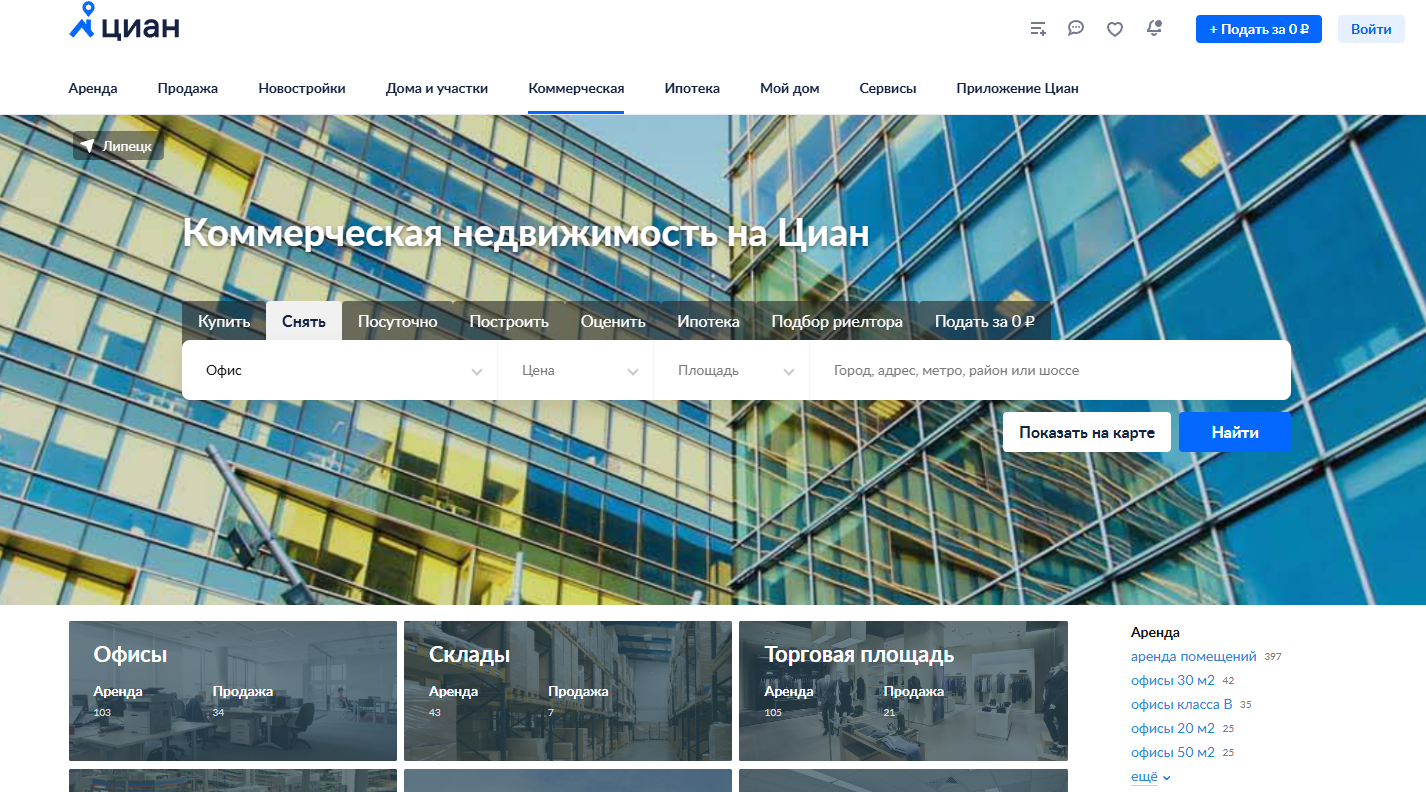 циан
+ Подать за 0 ₽
Войти
Аренда Продажа Новостройки Дома и участки Коммерческая Ипотека Мой дом Сервисы Приложение Циан
Липецк
Коммерческая недвижимость на Циан
Купить Снять Посуточно Построить Оценить Ипотека Подбор риелтора Подать за 0 ₽
Офис Цена Площадь Город, адрес, метро, район или шоссе
Показать на карте Найти
Офисы
Аренда Продажа
103 34
Склады
Аренда Продажа
43 7
Торговая площадь
Аренда Продажа
105 21
Аренда
аренда помещений 397
офисы 30 м2 42
офисы класса B 35
офисы 20 м2 25
офисы 50 м2 25
ещё